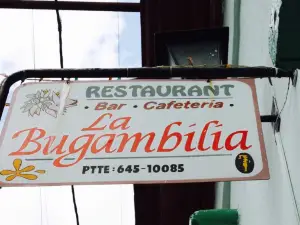 RESTAURANT
· Bar · Cafeteria ·
La
Bugambilia
PTTE: 645-10085